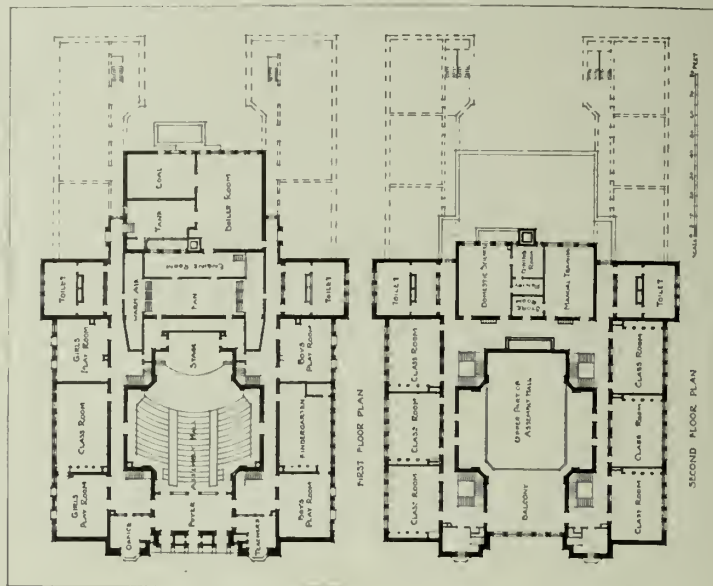 COAL
TANK
BOILER ROOM
TOILET
WARM AIR
FAN
TOILET
GIRLS PLAY ROOM
STAGE
BOYS PLAY ROOM
CLASS ROOM
ASSEMBLY HALL
KINDERGARTEN
GIRLS PLAY ROOM
FOYER
BOYS PLAY ROOM
OFFICE
TEACHERS
FIRST FLOOR PLAN
TOILET
DOMESTIC SCIENCE
DINING ROOM
MANUAL TRAINING
TOILET
CLASS ROOM
CLASS ROOM
CLASS ROOM
UPPER PART OF
ASSEMBLY HALL
CLASS ROOM
CLASS ROOM
CLASS ROOM
BALCONY
SECOND FLOOR PLAN
FEET